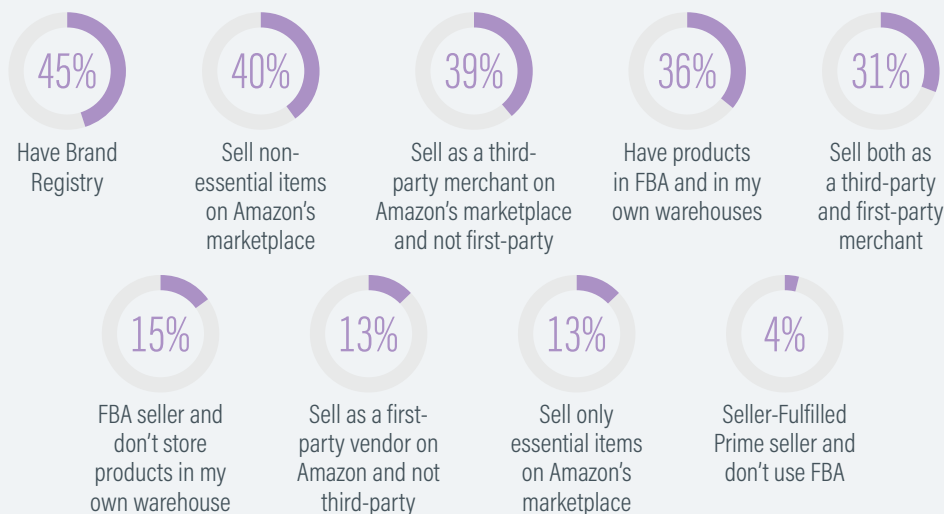 45%
Have Brand
Registry
40%
Sell non-
essential items
on Amazon's
marketplace
39%
Sell as a third-
party merchant on
Amazon's marketplace
and not first-party
36%
Have products
in FBA and in my
own warehouses
31%
Sell both as
a third-party
and first-party
merchant
15%
FBA seller and
don't store
products in my
own warehouse
13%
Sell as a first-
party vendor on
Amazon and not
third-party
13%
Sell only
essential items
on Amazon's
marketplace
4%
Seller-Fulfilled
Prime seller and
don't use FBA